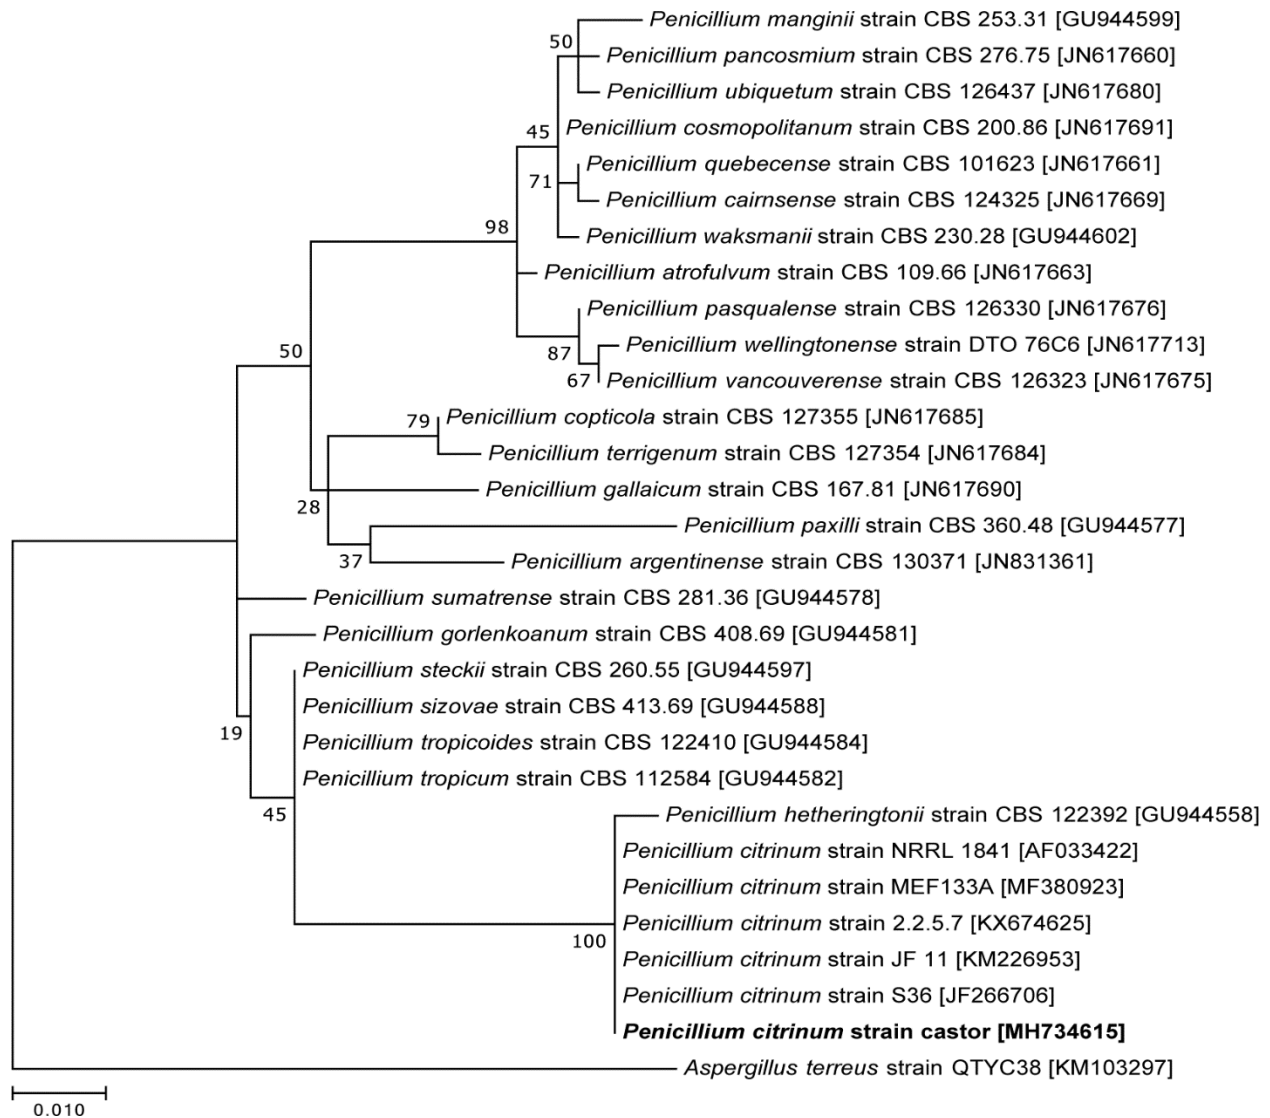 Penicillium manginii strain CBS 253.31 [GU944599]
50
Penicillium pancosmium strain CBS 276.75 [JN617660]
Penicillium ubiquetum strain CBS 126437 [JN617680]
45
Penicillium cosmopolitanum strain CBS 200.86 [JN617691]
Penicillium quebecense strain CBS 101623 [JN617661]
71
Penicillium cairnsense strain CBS 124325 [JN617669]
98
Penicillium waksmanii strain CBS 230.28 [GU944602]
Penicillium atrofulvum strain CBS 109.66 [JN617663]
Penicillium pasqualense strain CBS 126330 [JN617676]
50
87
Penicillium wellingtonense strain DTO 76C6 [JN617713]
67
Penicillium vancouverense strain CBS 126323 [JN617675]
79
Penicillium copticola strain CBS 127355 [JN617685]
Penicillium terrigenum strain CBS 127354 [JN617684]
Penicillium gallaicum strain CBS 167.81 [JN617690]
28
Penicillium paxilli strain CBS 360.48 [GU944577]
37
Penicillium argentinense strain CBS 130371 [JN831361]
Penicillium sumatrense strain CBS 281.36 [GU944578]
Penicillium gorlenkoanum strain CBS 408.69 [GU944581]
Penicillium steckii strain CBS 260.55 [GU944597]
Penicillium sizovae strain CBS 413.69 [GU944588]
19
Penicillium tropicoides strain CBS 122410 [GU944584]
Penicillium tropicum strain CBS 112584 [GU944582]
45
Penicillium hetheringtonii strain CBS 122392 [GU944558]
Penicillium citrinum strain NRRL 1841 [AF033422]
Penicillium citrinum strain MEF133A [MF380923]
Penicillium citrinum strain 2.2.5.7 [KX674625]
100
Penicillium citrinum strain JF 11 [KM226953]
Penicillium citrinum strain S36 [JF266706]
Penicillium citrinum strain castor [MH734615]
Aspergillus terreus strain QTYC38 [KM103297]
0.010